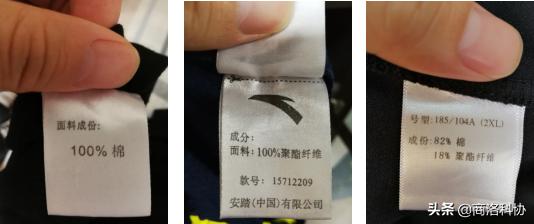 面料成份:
100% 棉
成分:
面料: 100%聚酯纤维
款号: 15712209
安踏(中国)有限公司
号型:185/104A (2XL)
成份:82% 棉
18% 聚酯纤维
头条 @商洛科协